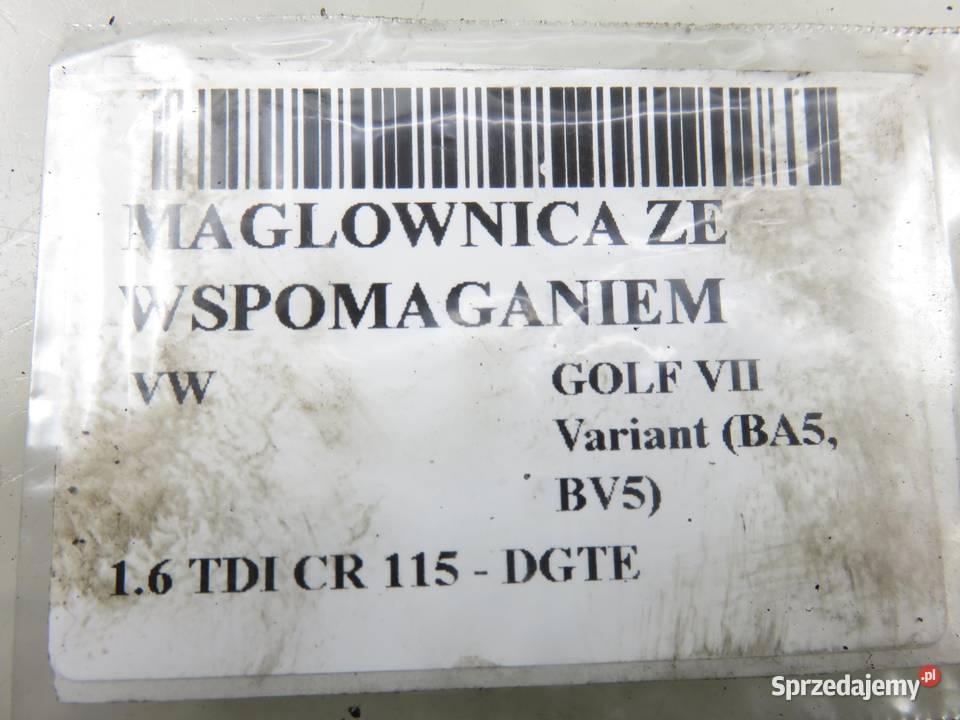 MAGLOWNICA ZE
WSPOMAGANIEM
VW
GOLF VII
Variant (BA5,
BV5)
1.6 TDI CR 115 - DGTE
Sprzedajemy.pl